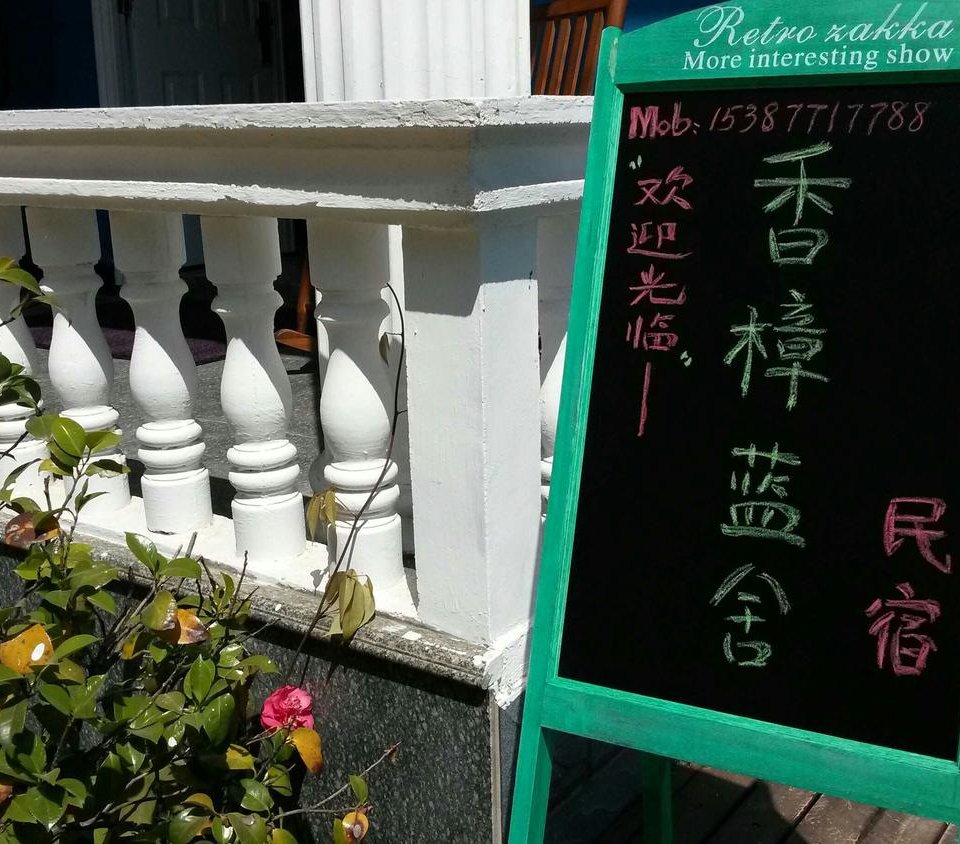 Retro zakka
More interesting show
Mob: 15387717788
"欢迎光临"—
香樟蓝舍
民宿